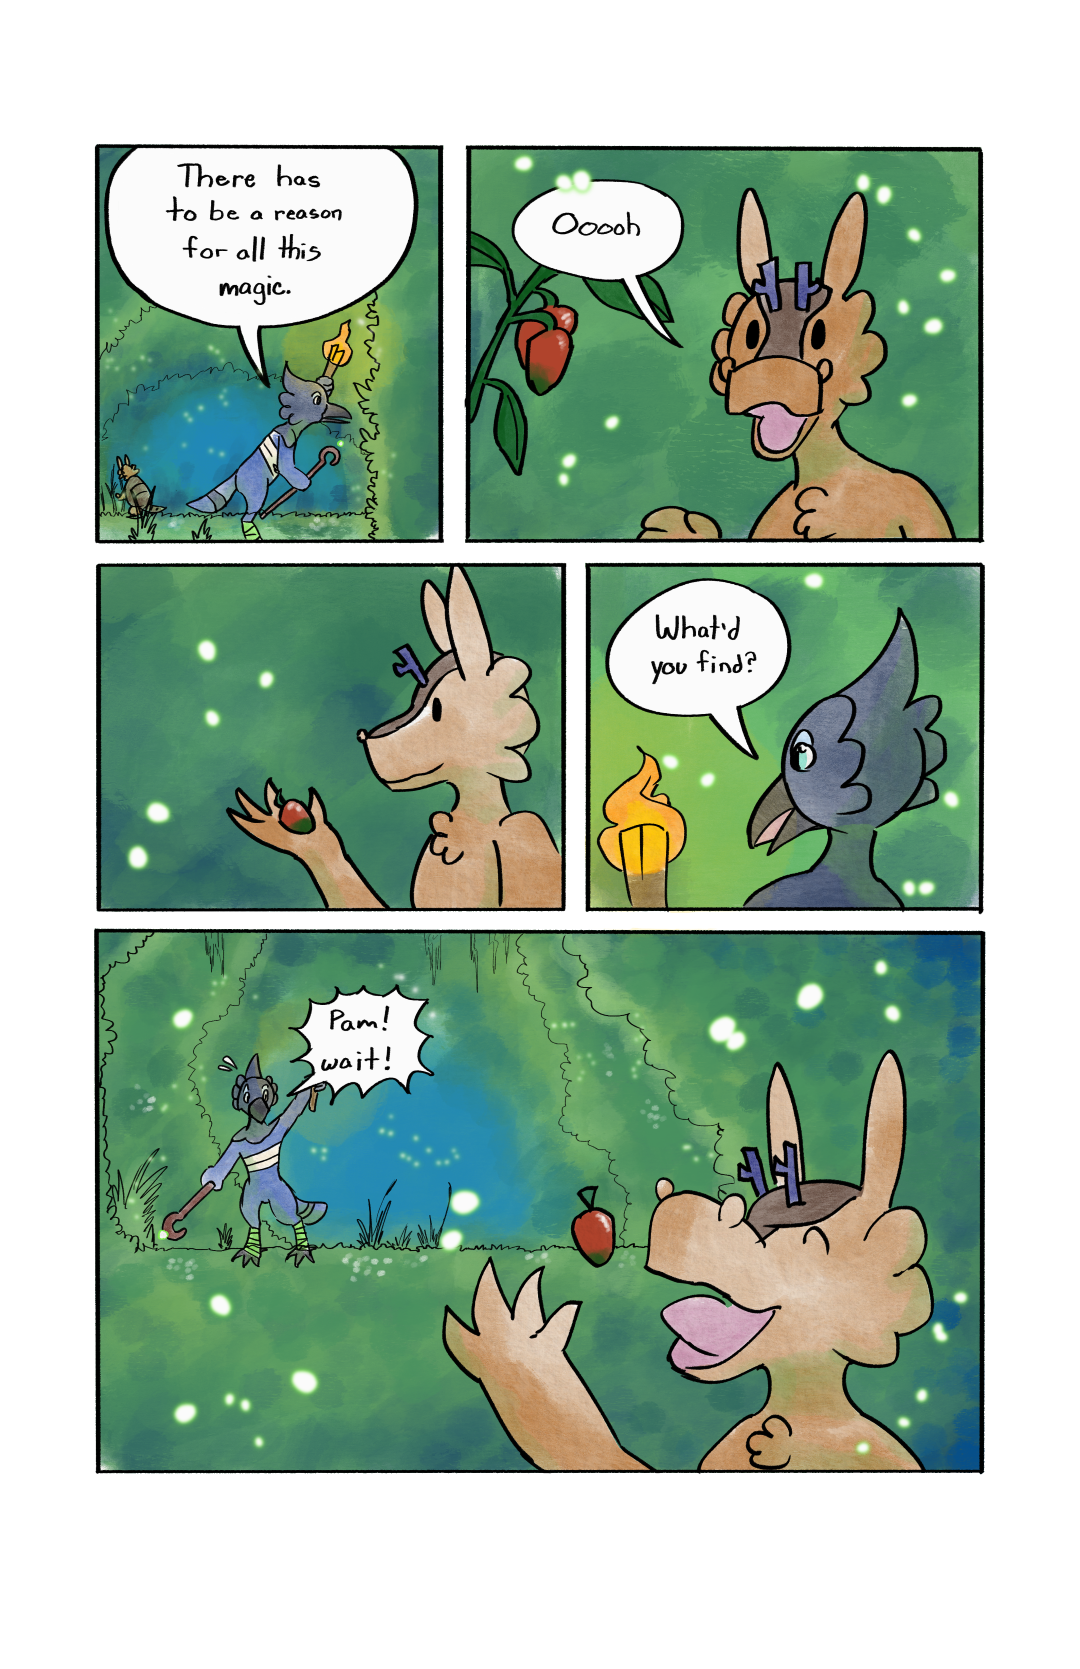 There has
to be a reason
for all this
magic.
Ooooh
What'd
you find?
Pam!
wait!